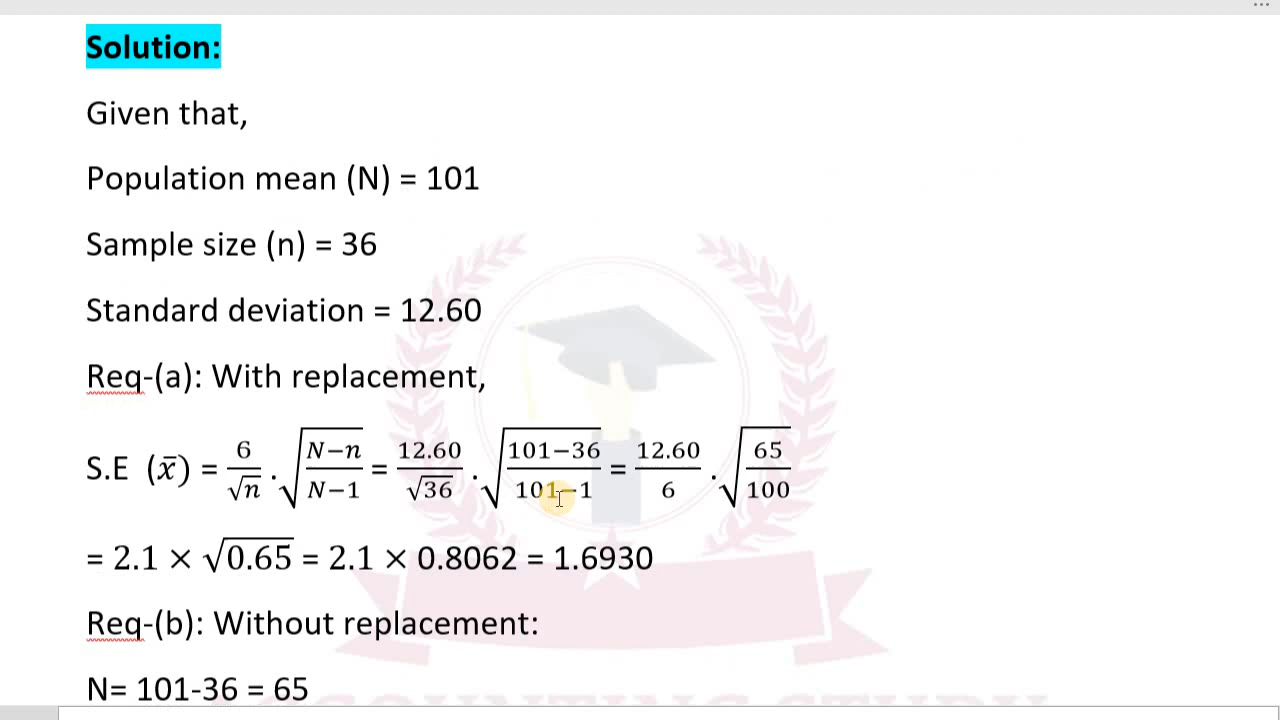 Solution:
Given that,
Population mean (N) = 101
Sample size (n) = 36
Standard deviation = 12.60
Req-(a): With replacement,
S.E (x̄) = 6/√n · √((N−n)/(N−1)) = 12.60/√36 · √((101−36)/(101−1)) = 12.60/6 · √(65/100)
= 2.1 × √0.65 = 2.1 × 0.8062 = 1.6930
Req-(b): Without replacement:
N= 101-36 = 65